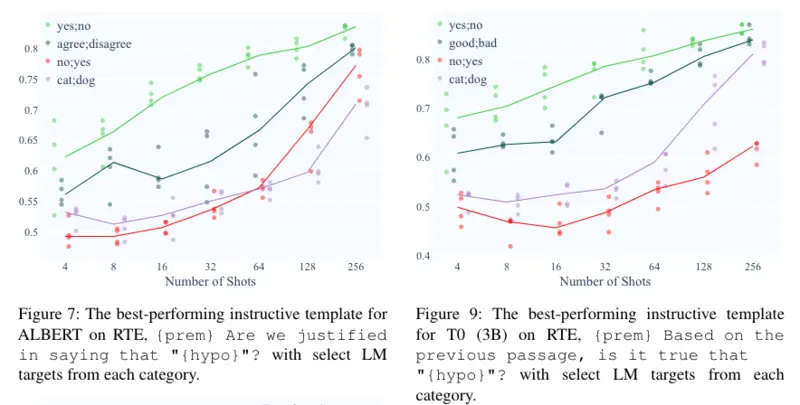 yes;no
agree;disagree
no;yes
cat;dog
0.8
0.75
0.7
0.65
0.6
0.55
0.5
4 8 16 32 64 128 256
Number of Shots
Figure 7: The best-performing instructive template for
ALBERT on RTE, {prem} Are we justified
in saying that "{hypo}"? with select LM
targets from each category.
yes;no
good;bad
no;yes
cat;dog
0.8
0.7
0.6
0.5
0.4
4 8 16 32 64 128 256
Number of Shots
Figure 9: The best-performing instructive template
for T0 (3B) on RTE, {prem} Based on the
previous passage, is it true that
"{hypo}"? with select LM targets from each
category.